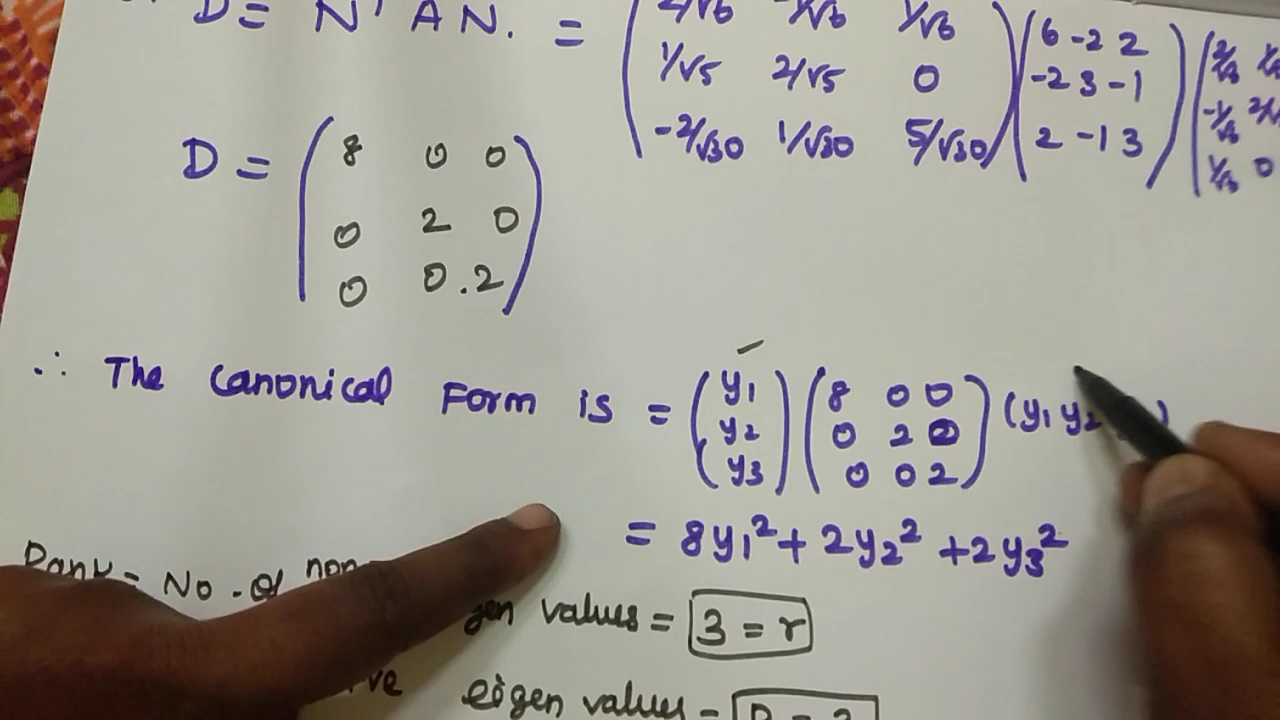 D = Nᵀ A N. = ( 2/√6 -1/√6 1/√6 ) ( 6 -2 2 )
1/√5 2/√5 0 -2 3 -1
-2/√30 1/√30 5/√30 2 -1 3
D = ( 8 0 0 )
0 2 0
0 0.2
∴ The canonical Form is = ( y1 ) ( 8 0 0 ) (y1 y2 )
y2 0 2 0
y3 0 0 2
= 8y1² + 2y2² + 2y3²
Rank = No. of non
values = 3 = r
eigen values =